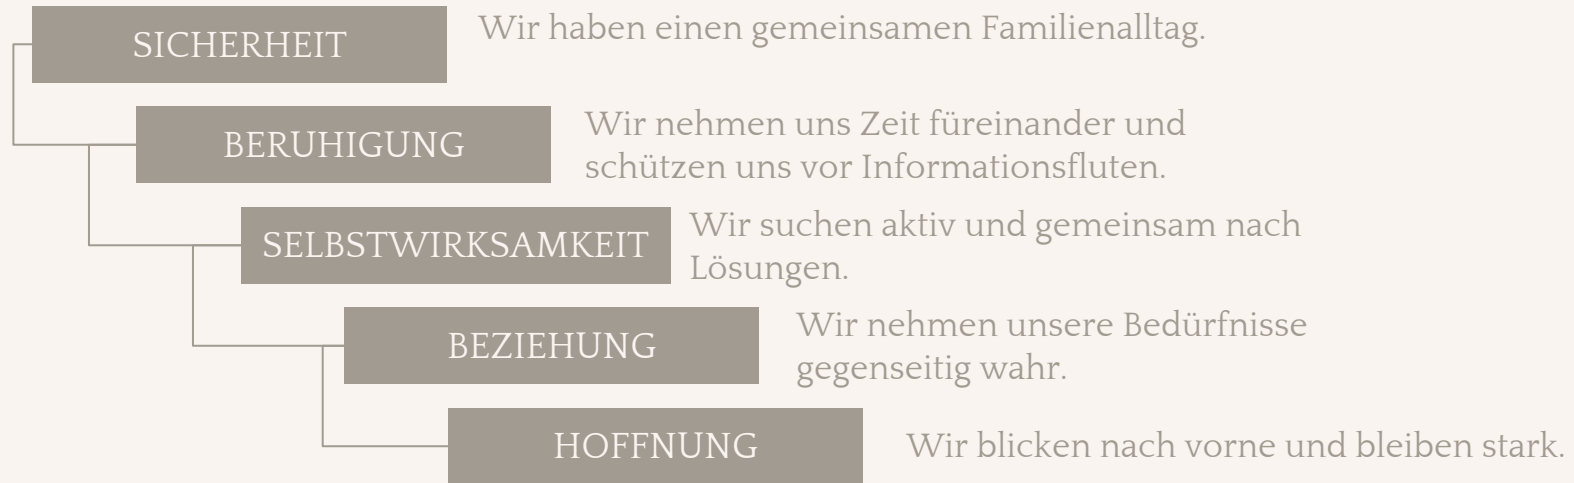 SICHERHEIT
Wir haben einen gemeinsamen Familienalltag.
BERUHIGUNG
Wir nehmen uns Zeit füreinander und
schützen uns vor Informationsfluten.
SELBSTWIRKSAMKEIT
Wir suchen aktiv und gemeinsam nach
Lösungen.
BEZIEHUNG
Wir nehmen unsere Bedürfnisse
gegenseitig wahr.
HOFFNUNG
Wir blicken nach vorne und bleiben stark.